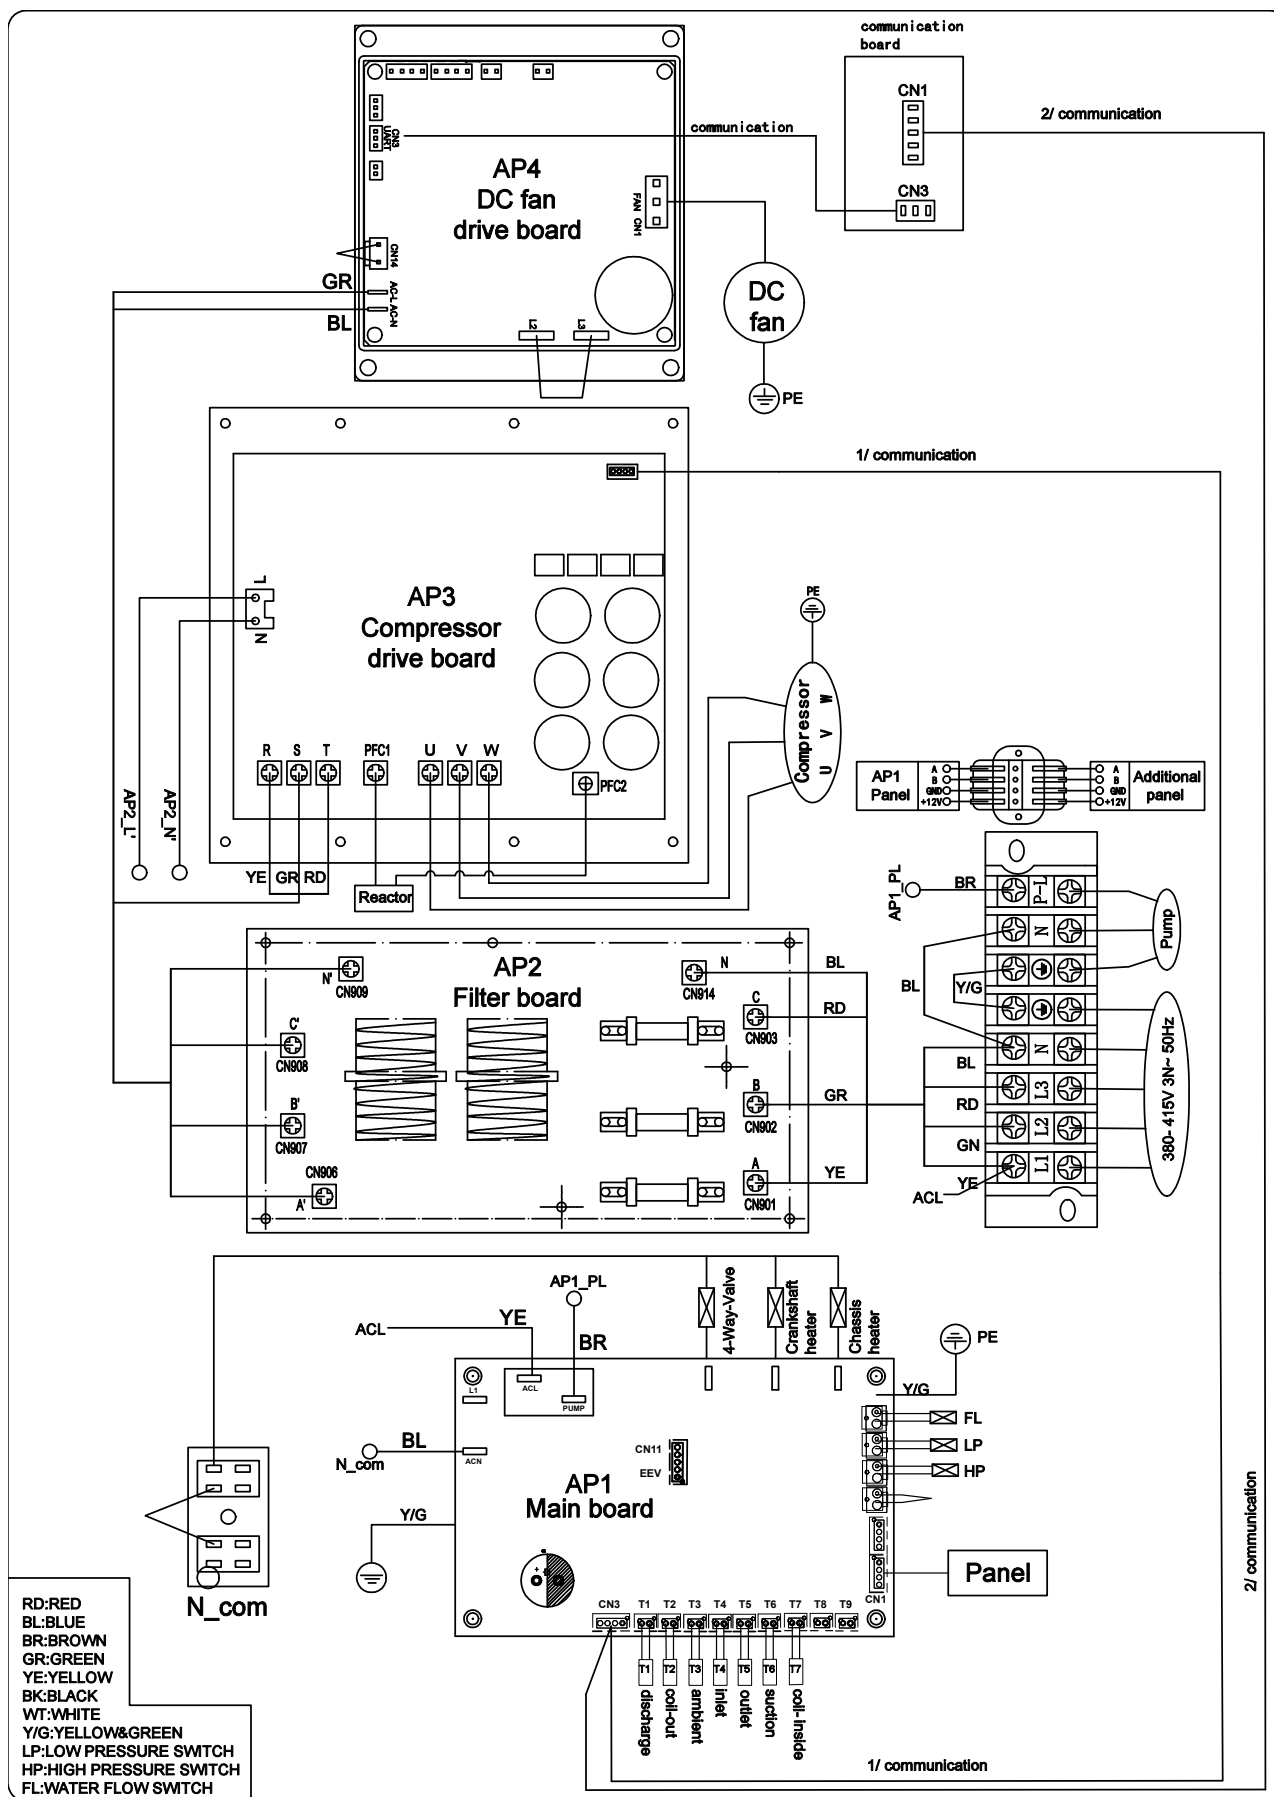 communication
board
CN1
2/ communication
CN3
UART
communication
AP4
DC fan
drive board
FAN CN1
CN3
CN14
GR
AC-L
AC-N
BL
L2
L3
DC
fan
PE
1/ communication
L
N
AP3
Compressor
drive board
PE
Compressor
U V W
R S T PFC1 U V W
PFC2
AP2_L'
AP2_N'
YE GR RD
Reactor
AP1
Panel
A
B
GND
+12V
A
B
GND
+12V
Additional
panel
AP1_PL
BR
P-L
N
BL
Y/G
Pump
N
BL
L3
RD
L2
GN
L1
YE
ACL
380- 415V 3N~ 50Hz
AP2
Filter board
N'
CN909
N
CN914
BL
C
CN903
RD
C'
CN908
B
CN902
GR
B'
CN907
CN906
A'
A
CN901
YE
AP1_PL
ACL
YE
BR
4-Way-Valve
Crankshaft
heater
Chassis
heater
PE
Y/G
L1
ACL
PUMP
FL
LP
HP
N_com
BL
ACN
CN11
EEV
AP1
Main board
Y/G
Panel
CN1
N_com
CN3 T1 T2 T3 T4 T5 T6 T7 T8 T9
T1 T2 T3 T4 T5 T6 T7
discharge
coil-out
ambient
inlet
outlet
suction
coil- inside
1/ communication
2/ communication
RD:RED
BL:BLUE
BR:BROWN
GR:GREEN
YE:YELLOW
BK:BLACK
WT:WHITE
Y/G:YELLOW&GREEN
LP:LOW PRESSURE SWITCH
HP:HIGH PRESSURE SWITCH
FL:WATER FLOW SWITCH